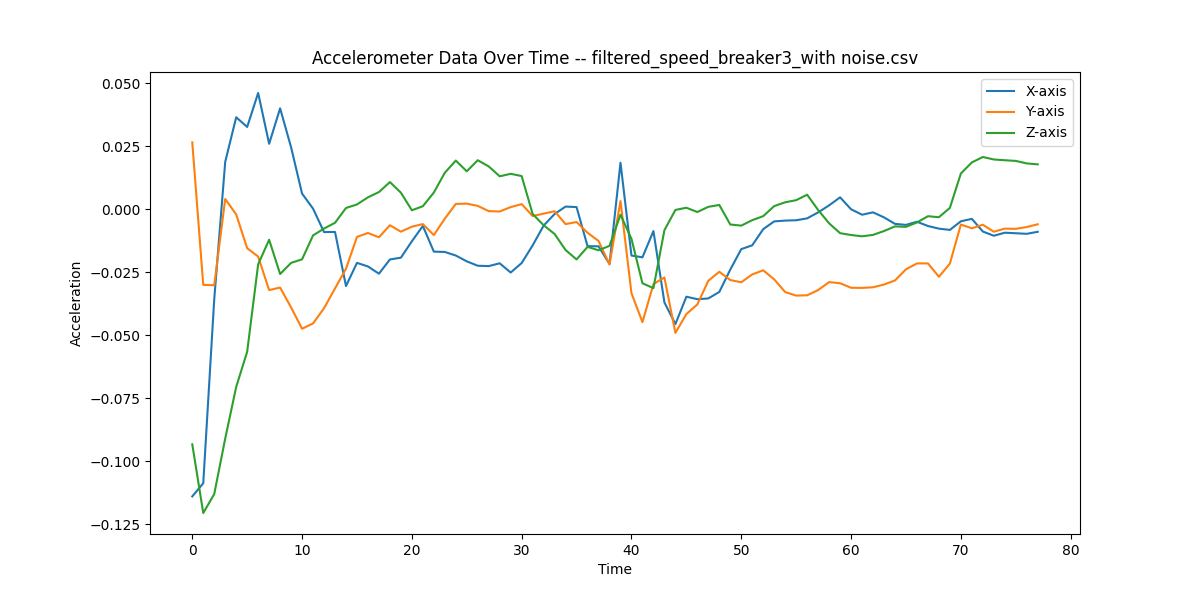 Accelerometer Data Over Time -- filtered_speed_breaker3_with noise.csv
X-axis
Y-axis
Z-axis
0.050
0.025
0.000
−0.025
−0.050
−0.075
−0.100
−0.125
Acceleration
0 10 20 30 40 50 60 70 80
Time